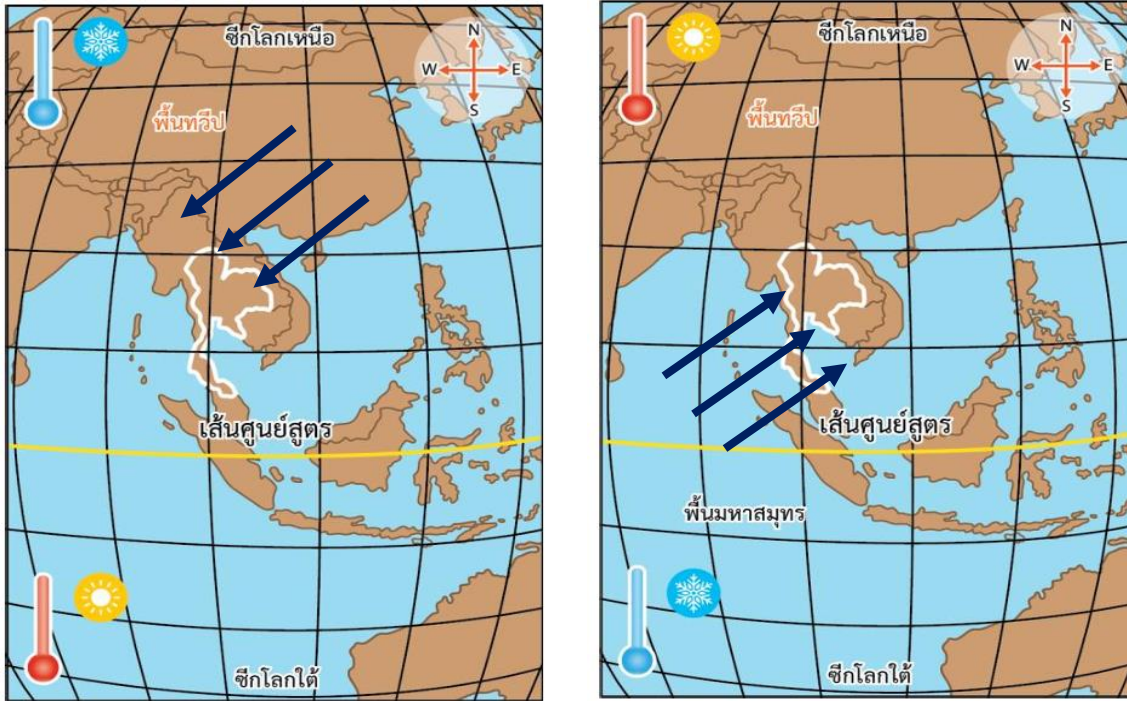 ซีกโลกเหนือ
N
W
E
S
พื้นทวีป
เส้นศูนย์สูตร
ซีกโลกใต้
ซีกโลกเหนือ
N
W
E
S
พื้นทวีป
เส้นศูนย์สูตร
พื้นมหาสมุทร
ซีกโลกใต้